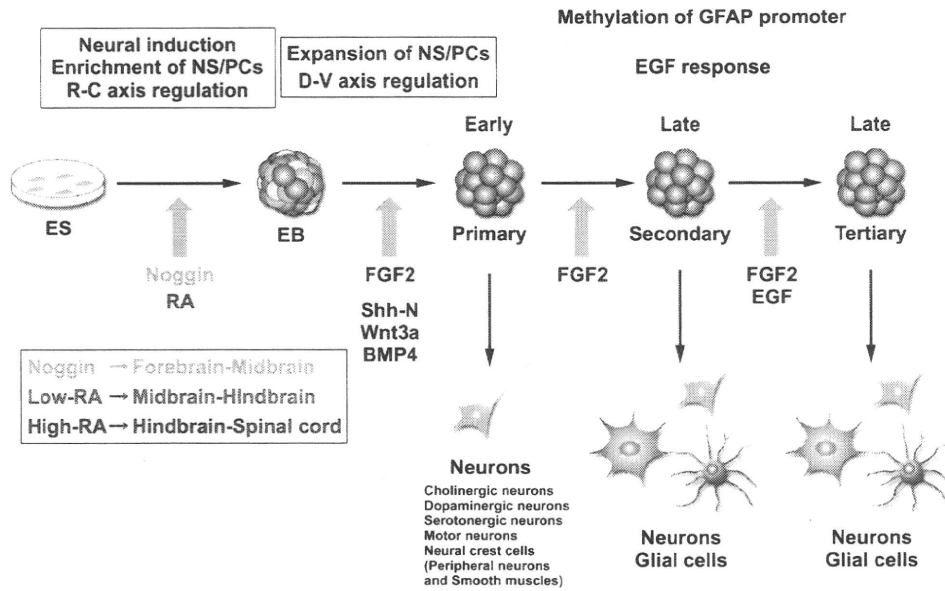 Methylation of GFAP promoter
Neural induction
Enrichment of NS/PCs
R-C axis regulation
Expansion of NS/PCs
D-V axis regulation
EGF response
Early
Late
Late
ES
EB
Primary
Secondary
Tertiary
Noggin
RA
FGF2
Shh-N
Wnt3a
BMP4
FGF2
FGF2
EGF
Noggin → Forebrain-Midbrain
Low-RA → Midbrain-Hindbrain
High-RA → Hindbrain-Spinal cord
Neurons
Cholinergic neurons
Dopaminergic neurons
Serotonergic neurons
Motor neurons
Neural crest cells
(Peripheral neurons
and Smooth muscles)
Neurons
Glial cells
Neurons
Glial cells